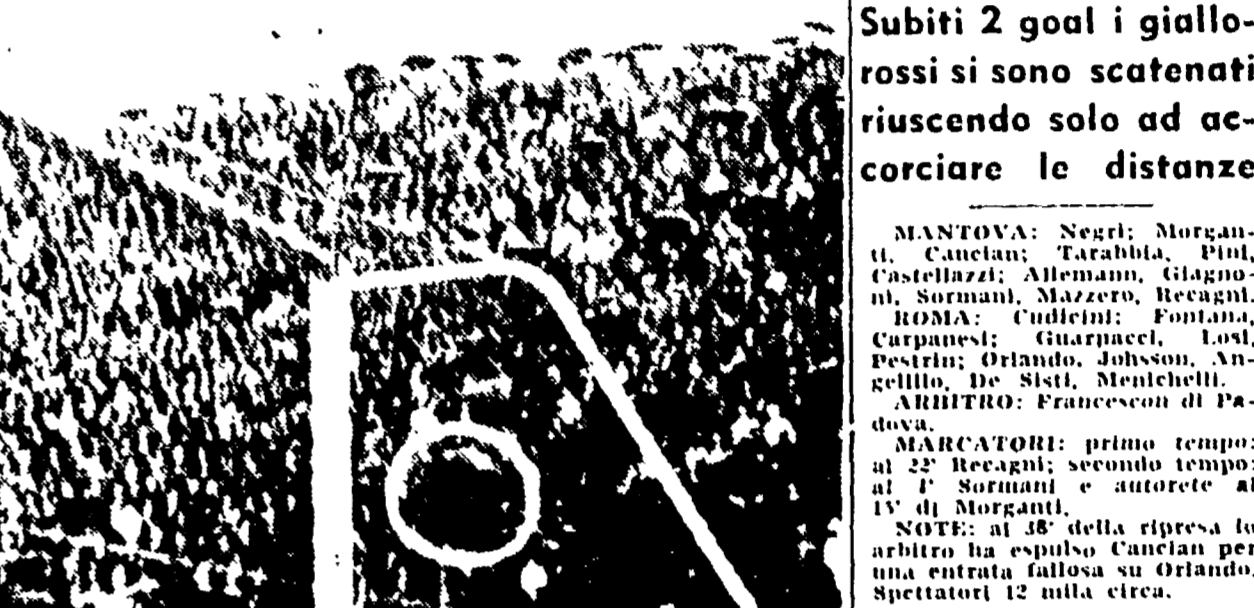 Subiti 2 goal i giallo-
rossi si sono scatenati
riuscendo solo ad ac-
corciare le distanze
MANTOVA: Negri; Morgan-
ti, Cancian; Tarabbia, Pini,
Castellazzi; Allemann, Giagno-
ni, Sormani, Mazzero, Recagni.
ROMA: Cudicini; Fontana,
Carpanesi; Guarnacci, Losi,
Pestrin; Orlando, Johsson, An-
gelillo, De Sisti, Menichelli.
ARBITRO: Francescon di Pa-
dova.
MARCATORI: primo tempo:
al 22' Recagni; secondo tempo:
al 1' Sormani e autorete al
15' di Morganti.
NOTE: al 38' della ripresa lo
arbitro ha espulso Cancian per
una entrata fallosa su Orlando.
Spettatori 12 mila circa.